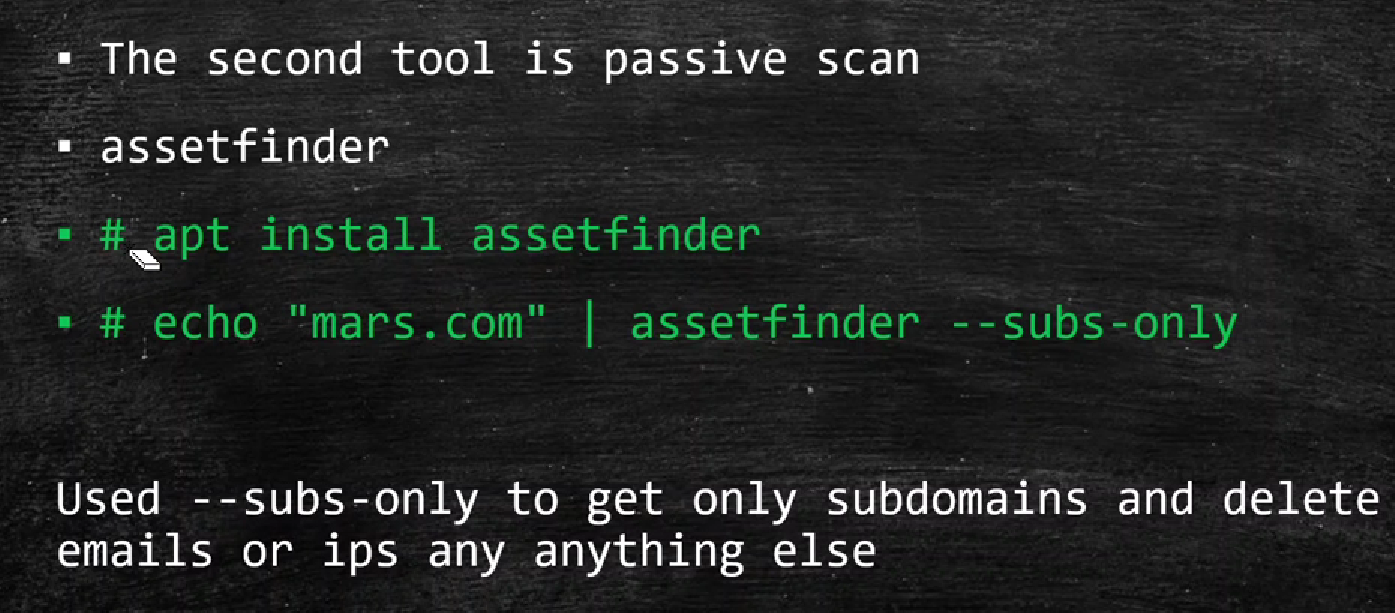 ▪ The second tool is passive scan
▪ assetfinder
▪ # apt install assetfinder
▪ # echo "mars.com" | assetfinder --subs-only
Used --subs-only to get only subdomains and delete
emails or ips any anything else